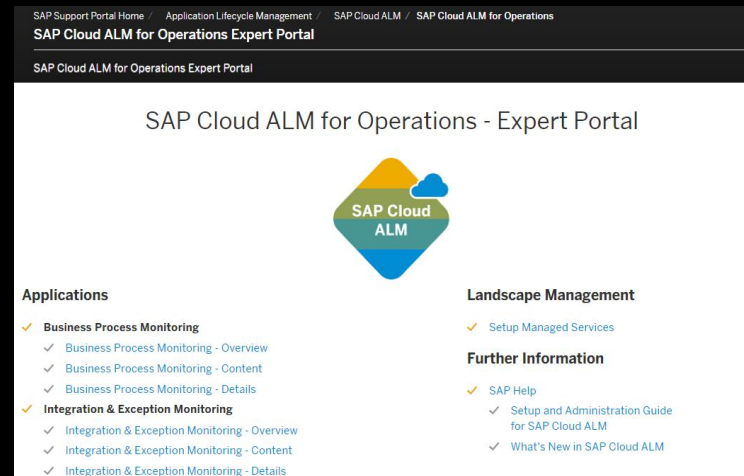 SAP Support Portal Home / Application Lifecycle Management / SAP Cloud ALM / SAP Cloud ALM for Operations
SAP Cloud ALM for Operations Expert Portal
SAP Cloud ALM for Operations Expert Portal
SAP Cloud ALM for Operations - Expert Portal
SAP Cloud
ALM
Applications
Business Process Monitoring
Business Process Monitoring - Overview
Business Process Monitoring - Content
Business Process Monitoring - Details
Integration & Exception Monitoring
Integration & Exception Monitoring - Overview
Integration & Exception Monitoring - Content
Integration & Exception Monitoring - Details
Landscape Management
Setup Managed Services
Further Information
SAP Help
Setup and Administration Guide
for SAP Cloud ALM
What's New in SAP Cloud ALM